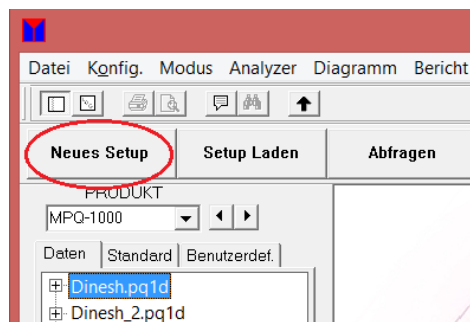 Datei Konfig. Modus Analyzer Diagramm Bericht
Neues Setup Setup Laden Abfragen
PRODUKT
MPQ-1000
Daten Standard Benutzerdef.
Dinesh.pq1d
Dinesh_2.pq1d